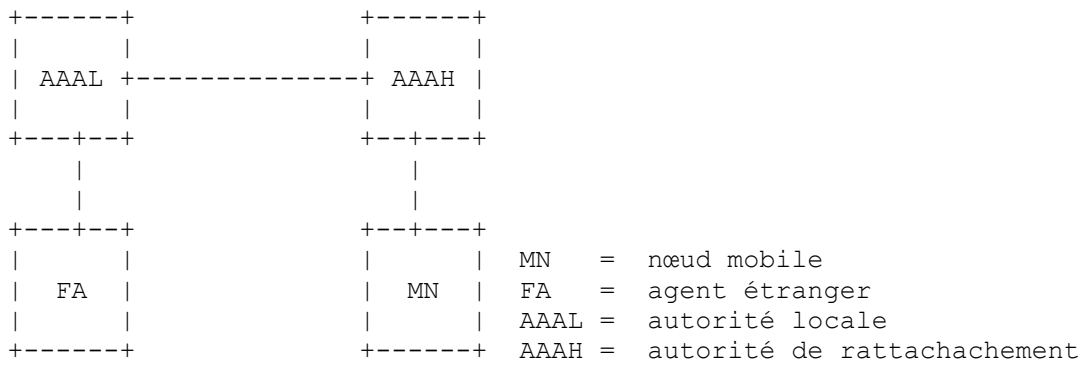 AAAL AAAH
MN = nœud mobile
FA MN FA = agent étranger
AAAL = autorité locale
AAAH = autorité de rattachachement